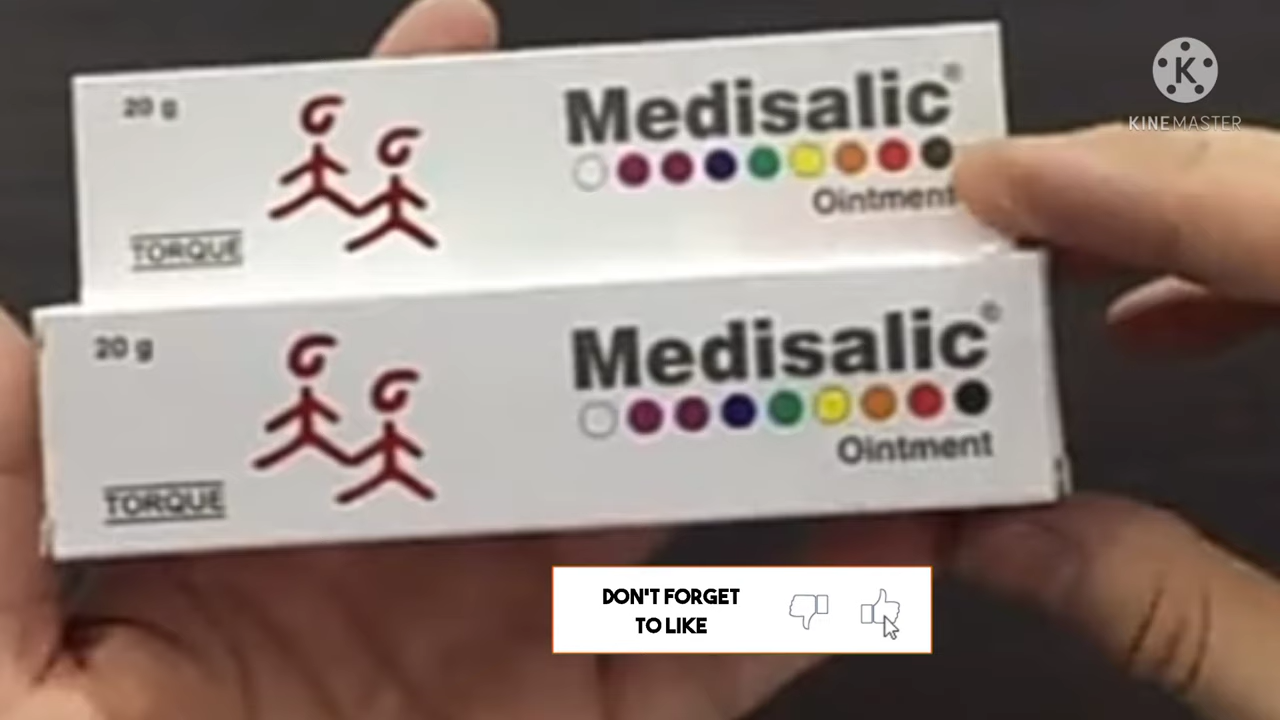 20 g
Medisalic©
Ointment
TORQUE
20 g
Medisalic©
Ointment
TORQUE
K
KINEMASTER
DON'T FORGET
TO LIKE